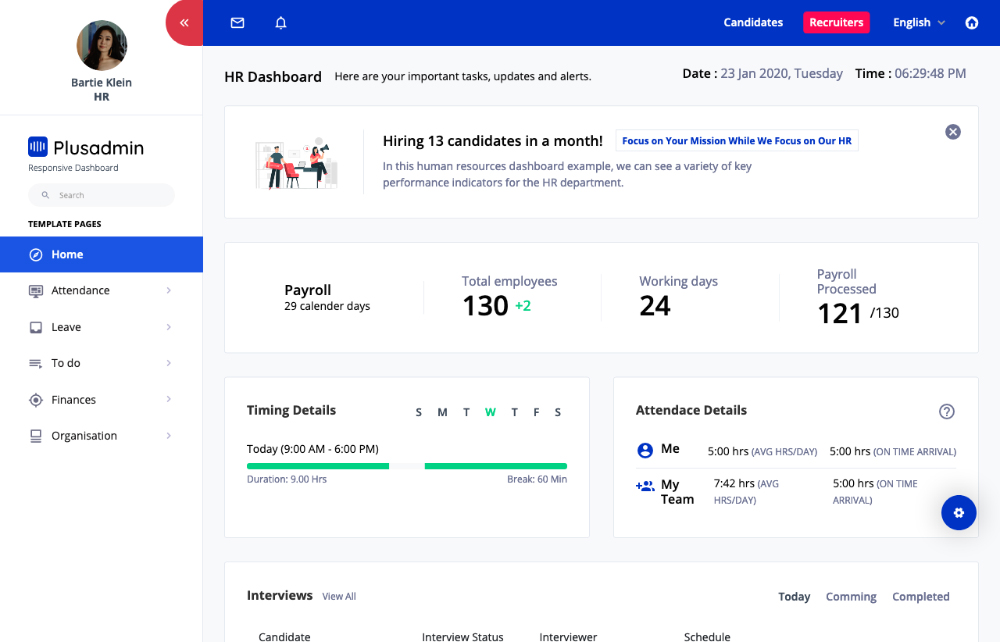 Candidates
Recruiters
English
Bartie Klein
HR
Plusadmin
Responsive Dashboard
Search
TEMPLATE PAGES
Home
Attendance
Leave
To do
Finances
Organisation
HR Dashboard Here are your important tasks, updates and alerts.
Date : 23 Jan 2020, Tuesday Time : 06:29:48 PM
Hiring 13 candidates in a month! Focus on Your Mission While We Focus on Our HR
In this human resources dashboard example, we can see a variety of key
performance indicators for the HR department.
Payroll
29 calender days
Total employees
130 +2
Working days
24
Payroll
Processed
121 /130
Timing Details
S M T W T F S
Today (9:00 AM - 6:00 PM)
Duration: 9.00 Hrs Break: 60 Min
Attendace Details
Me 5:00 hrs (AVG HRS/DAY) 5:00 hrs (ON TIME ARRIVAL)
My
Team
7:42 hrs (AVG
HRS/DAY)
5:00 hrs (ON TIME
ARRIVAL)
Interviews View All
Today Comming Completed
Candidate Interview Status Interviewer Schedule